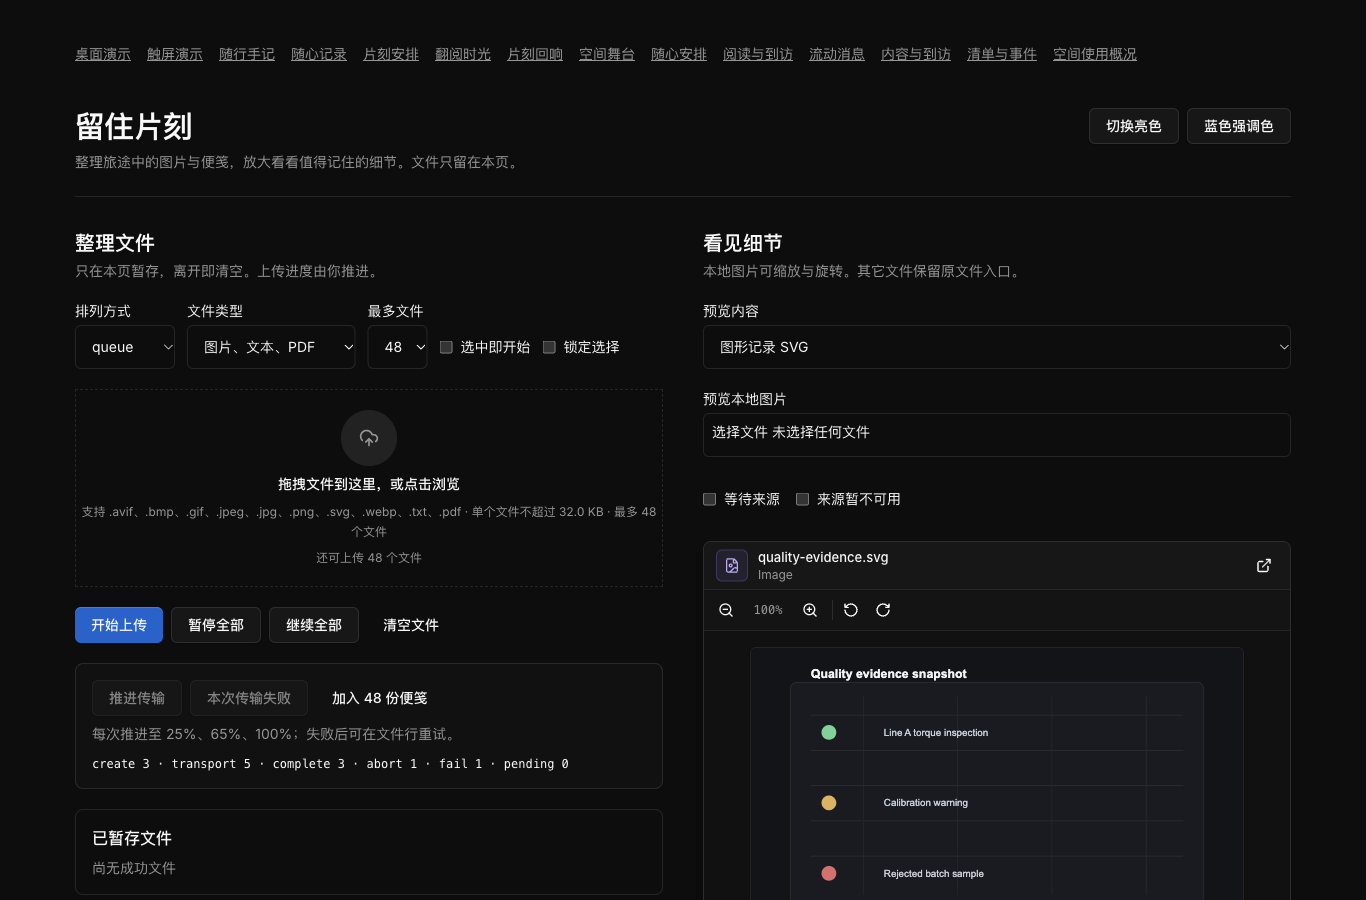 桌面演示 触屏演示 随行手记 随心记录 片刻安排 翻阅时光 片刻回响 空间舞台 随心安排 阅读与到访 流动消息 内容与到访 清单与事件 空间使用概况
留住片刻
切换亮色 蓝色强调色
整理旅途中的图片与便笺，放大看看值得记住的细节。文件只留在本页。
整理文件
只在本页暂存，离开即清空。上传进度由你推进。
排列方式 文件类型 最多文件
queue 图片、文本、PDF 48 选中即开始 锁定选择
拖拽文件到这里，或点击浏览
支持 .avif、.bmp、.gif、.jpeg、.jpg、.png、.svg、.webp、.txt、.pdf · 单个文件不超过 32.0 KB · 最多 48
个文件
还可上传 48 个文件
开始上传 暂停全部 继续全部 清空文件
推进传输 本次传输失败 加入 48 份便笺
每次推进至 25%、65%、100%；失败后可在文件行重试。
create 3 · transport 5 · complete 3 · abort 1 · fail 1 · pending 0
已暂存文件
尚无成功文件
看见细节
本地图片可缩放与旋转。其它文件保留原文件入口。
预览内容
图形记录 SVG
预览本地图片
选择文件 未选择任何文件
等待来源 来源暂不可用
quality-evidence.svg
Image
100%
Quality evidence snapshot
Line A torque inspection
Calibration warning
Rejected batch sample